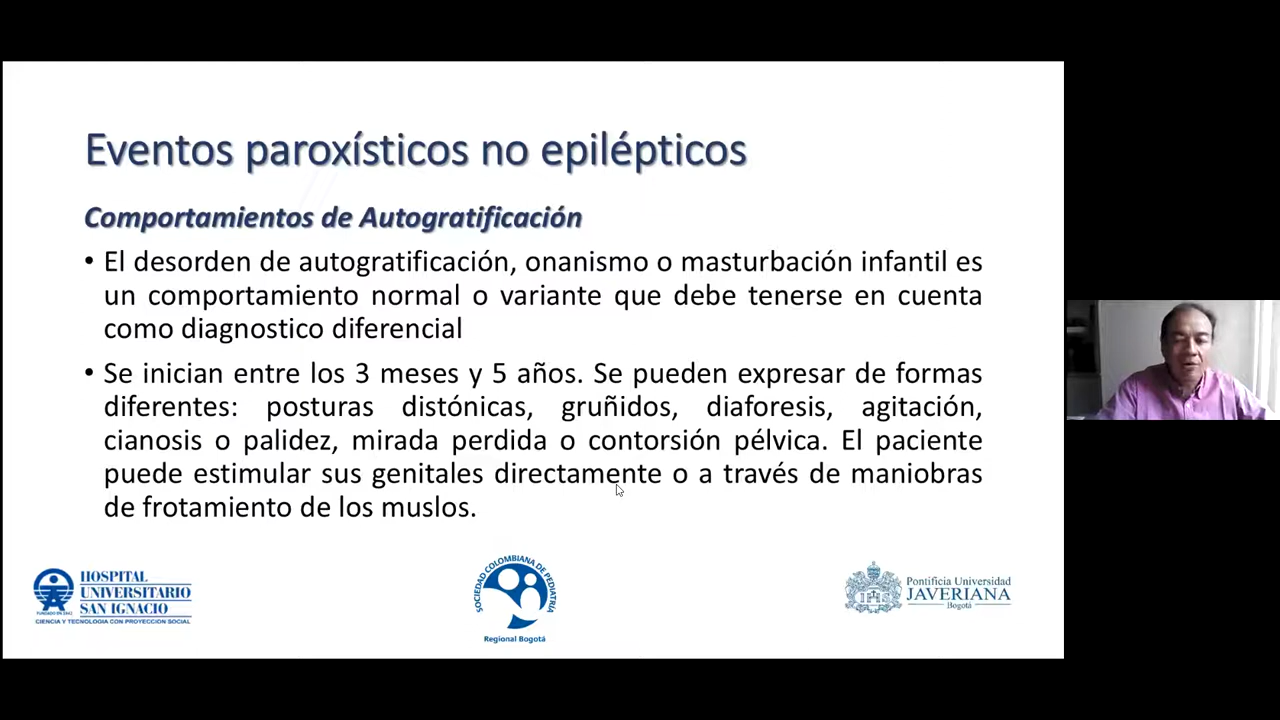 Eventos paroxísticos no epilépticos
Comportamientos de Autogratificación
• El desorden de autogratificación, onanismo o masturbación infantil es
un comportamiento normal o variante que debe tenerse en cuenta
como diagnostico diferencial
• Se inician entre los 3 meses y 5 años. Se pueden expresar de formas
diferentes: posturas distónicas, gruñidos, diaforesis, agitación,
cianosis o palidez, mirada perdida o contorsión pélvica. El paciente
puede estimular sus genitales directamente o a través de maniobras
de frotamiento de los muslos.
HOSPITAL
UNIVERSITARIO
SAN IGNACIO
FUNDADO EN 1942
CIENCIA Y TECNOLOGIA CON PROYECCION SOCIAL
SOCIEDAD COLOMBIANA DE PEDIATRÍA
Regional Bogotá
Pontificia Universidad
JAVERIANA
Bogotá